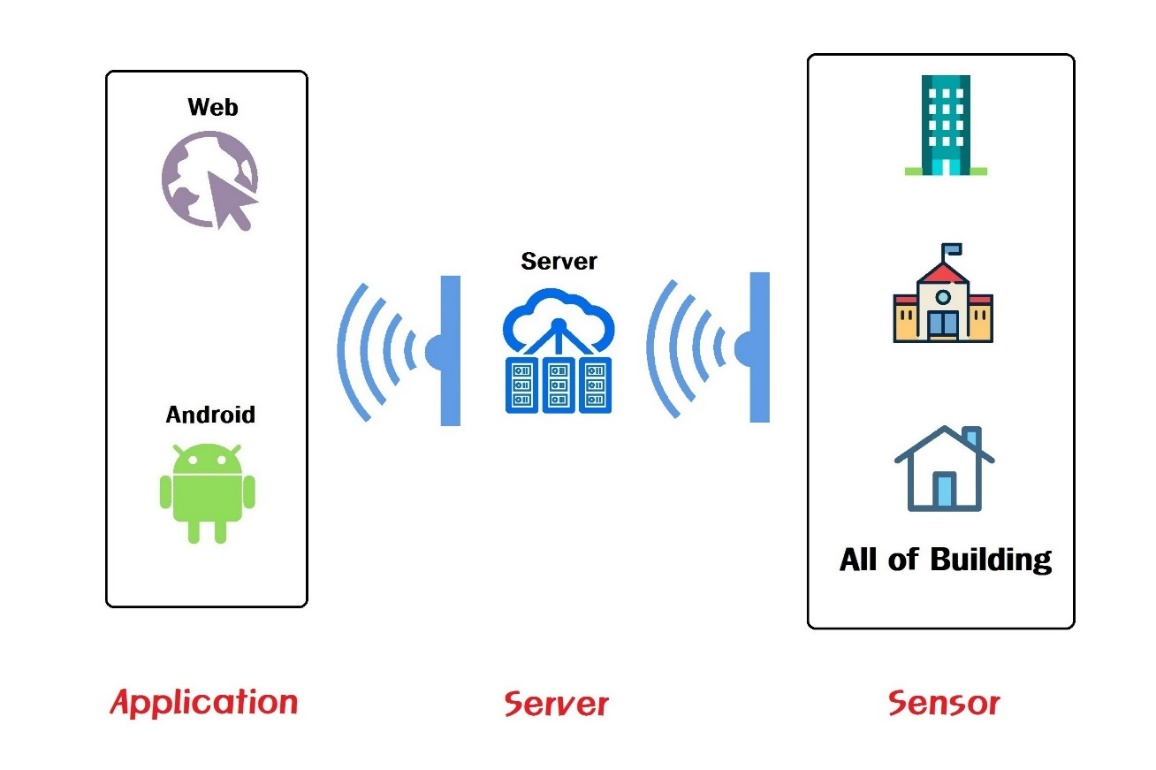 Web
Android
Server
All of Building
Application
Server
Sensor